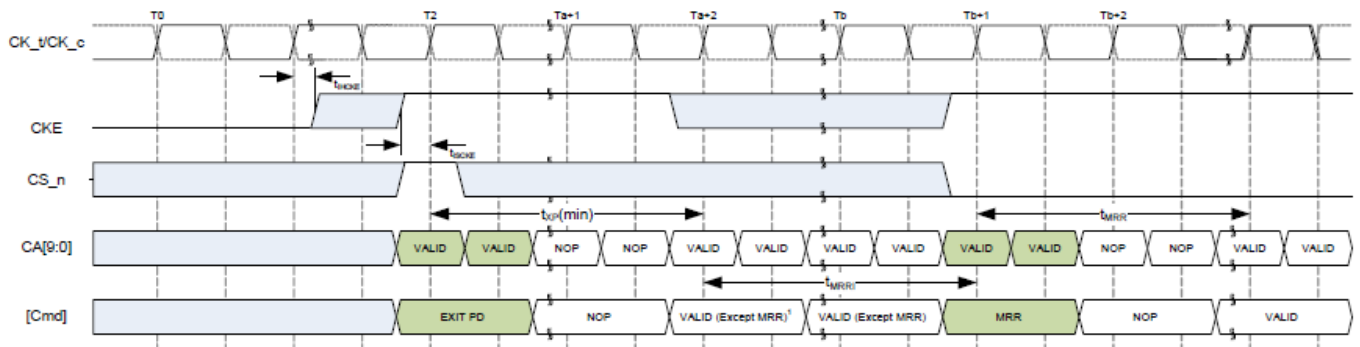 T0 T2 Ta+1 Ta+2 Tb Tb+1 Tb+2
CK_t/CK_c
tIHCKE
CKE
tISCKE
CS_n
tXP(min) tMRR
CA[9:0] VALID VALID NOP NOP VALID VALID VALID VALID VALID VALID NOP NOP VALID VALID
tMRRI
[Cmd] EXIT PD NOP VALID (Except MRR)¹ VALID (Except MRR) MRR NOP VALID